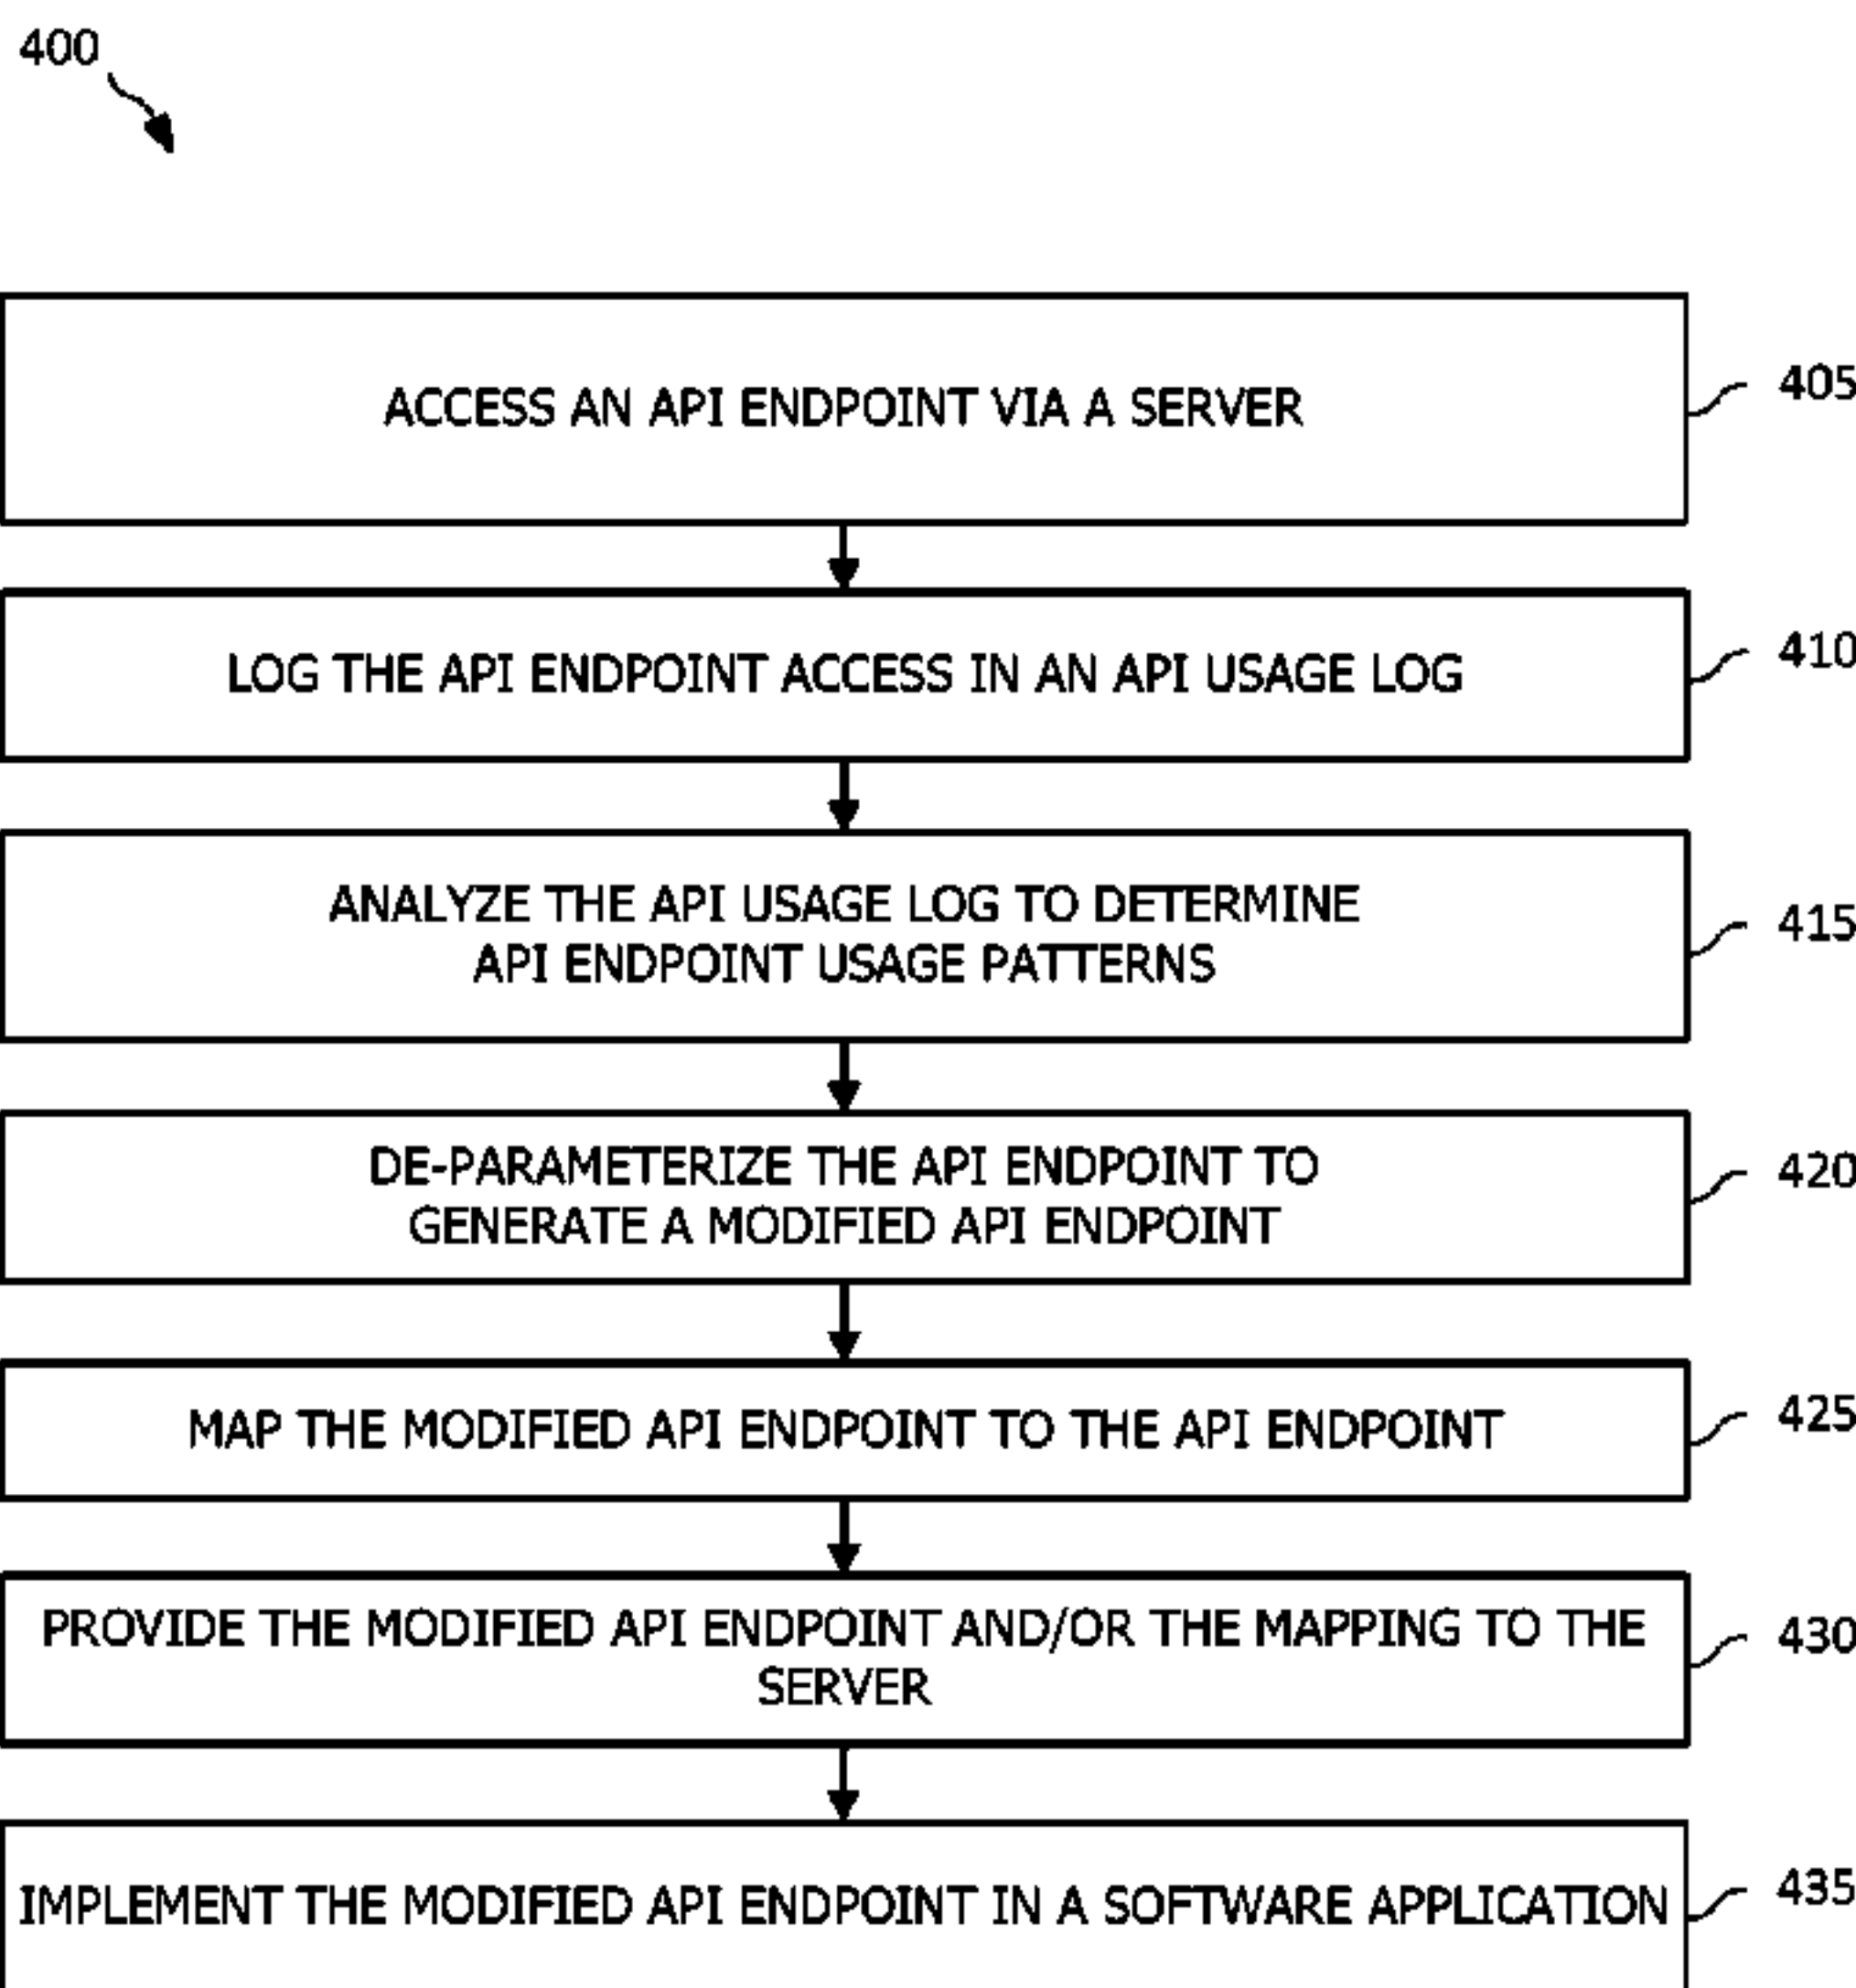 400
ACCESS AN API ENDPOINT VIA A SERVER
405
LOG THE API ENDPOINT ACCESS IN AN API USAGE LOG
410
ANALYZE THE API USAGE LOG TO DETERMINE
API ENDPOINT USAGE PATTERNS
415
DE-PARAMETERIZE THE API ENDPOINT TO
GENERATE A MODIFIED API ENDPOINT
420
MAP THE MODIFIED API ENDPOINT TO THE API ENDPOINT
425
PROVIDE THE MODIFIED API ENDPOINT AND/OR THE MAPPING TO THE
SERVER
430
IMPLEMENT THE MODIFIED API ENDPOINT IN A SOFTWARE APPLICATION
435